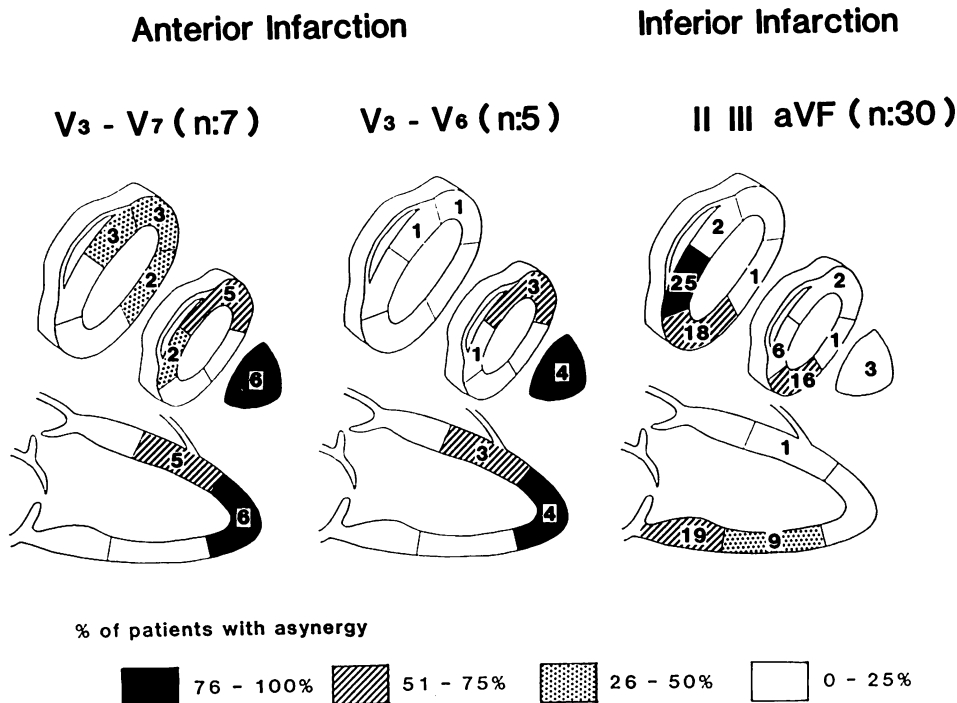 Anterior Infarction
Inferior Infarction
V3 - V7 ( n:7 )
V3 - V6 ( n:5 )
II III aVF ( n:30 )
3
3
2
5
2
6
5
6
1
1
3
1
4
3
4
2
25
1
18
2
6
1
16
3
1
19
9
% of patients with asynergy
76 - 100%
51 - 75%
26 - 50%
0 - 25%